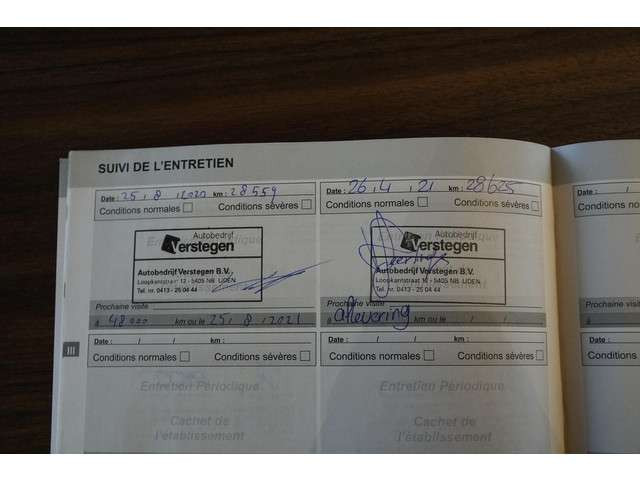 SUIVI DE L'ENTRETIEN
Date : 25 . 8 . 2020 km : 28559
Conditions normales Conditions sévères
Autobedrijf
Verstegen
Autobedrijf Verstegen B.V.
Loopkantstraat 12 - 5405 NB UDEN
Tel. nr. 0413 - 25 04 44
Prochaine visite
à 48000 km ou le 25 . 8 . 2021
Date : 26 . 4 . 21 km : 28625
Conditions normales Conditions sévères
Autobedrijf
Verstegen
Autobedrijf Verstegen B.V.
Loopkantstraat 12 - 5405 NB UDEN
Tel. nr. 0413 - 25 04 44
Prochaine visite
à aflevering km ou le / /
Date : / / km :
Conditions normales Conditions sévères
Entretien Périodique
Cachet de
l'établissement
Date : / / km :
Conditions normales Conditions sévères
Entretien Périodique
Cachet de
l'établissement
Date : /
Conditions n
Prochaine vi
à
Date : /
Conditions n
III